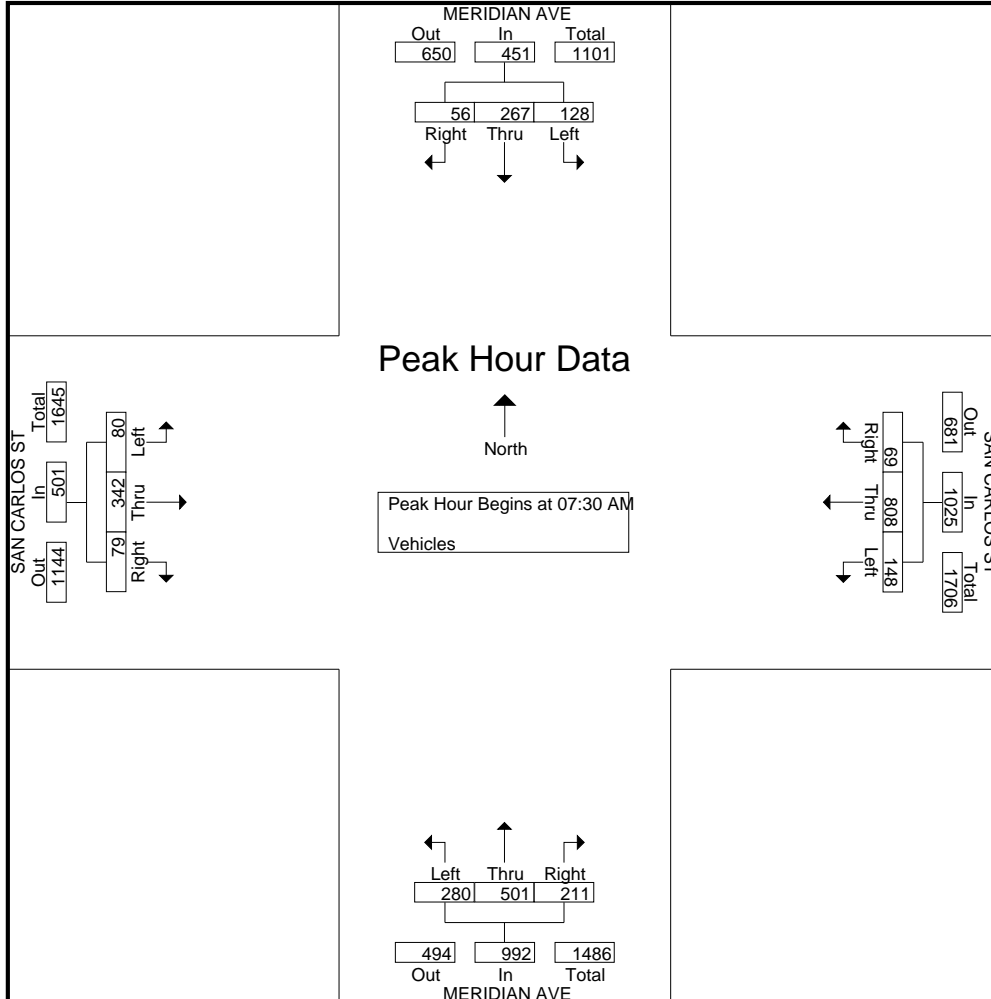 MERIDIAN AVE
Out In Total
650 451 1101
56 267 128
Right Thru Left
Peak Hour Data
North
Peak Hour Begins at 07:30 AM
Vehicles
SAN CARLOS ST
Total In Out
1645 501 1144
80 342 79
Left Thru Right
Right Thru Left
69 808 148
Out In Total
681 1025 1706
SAN CARLOS ST
Left Thru Right
280 501 211
494 992 1486
Out In Total
MERIDIAN AVE